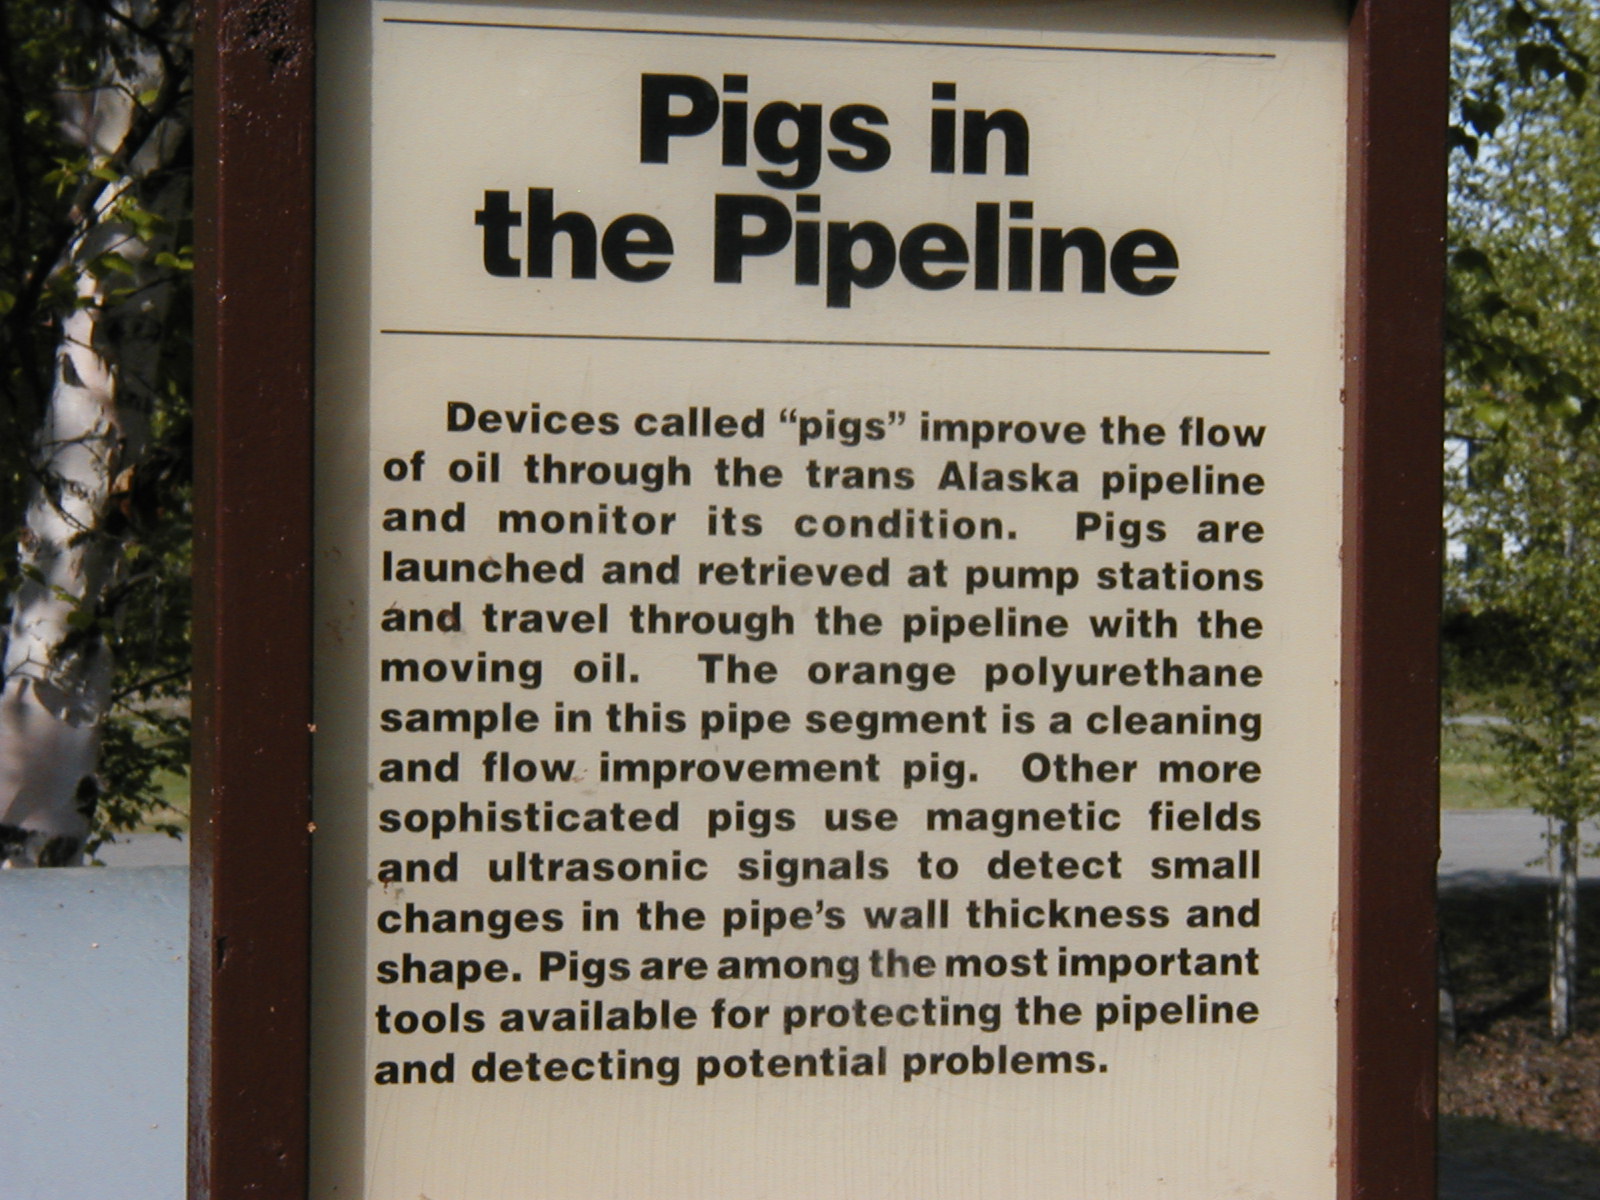 Pigs in
the Pipeline
Devices called “pigs” improve the flow
of oil through the trans Alaska pipeline
and monitor its condition. Pigs are
launched and retrieved at pump stations
and travel through the pipeline with the
moving oil. The orange polyurethane
sample in this pipe segment is a cleaning
and flow improvement pig. Other more
sophisticated pigs use magnetic fields
and ultrasonic signals to detect small
changes in the pipe’s wall thickness and
shape. Pigs are among the most important
tools available for protecting the pipeline
and detecting potential problems.